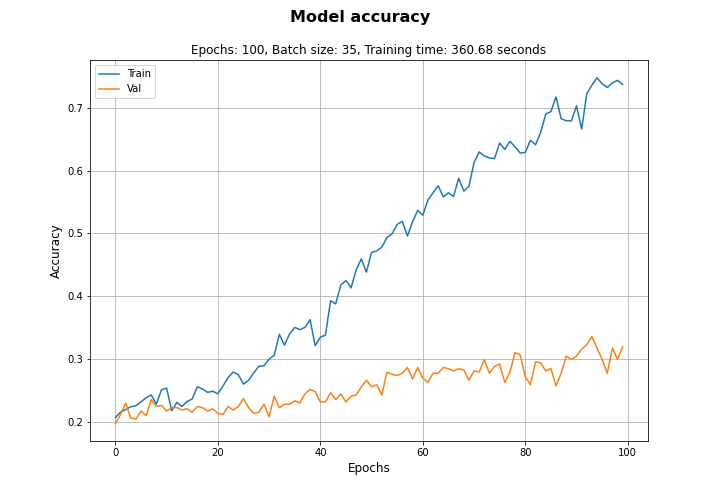 Model accuracy
Epochs: 100, Batch size: 35, Training time: 360.68 seconds
Train
Val
0.7
0.6
0.5
0.4
0.3
0.2
Accuracy
0 20 40 60 80 100
Epochs